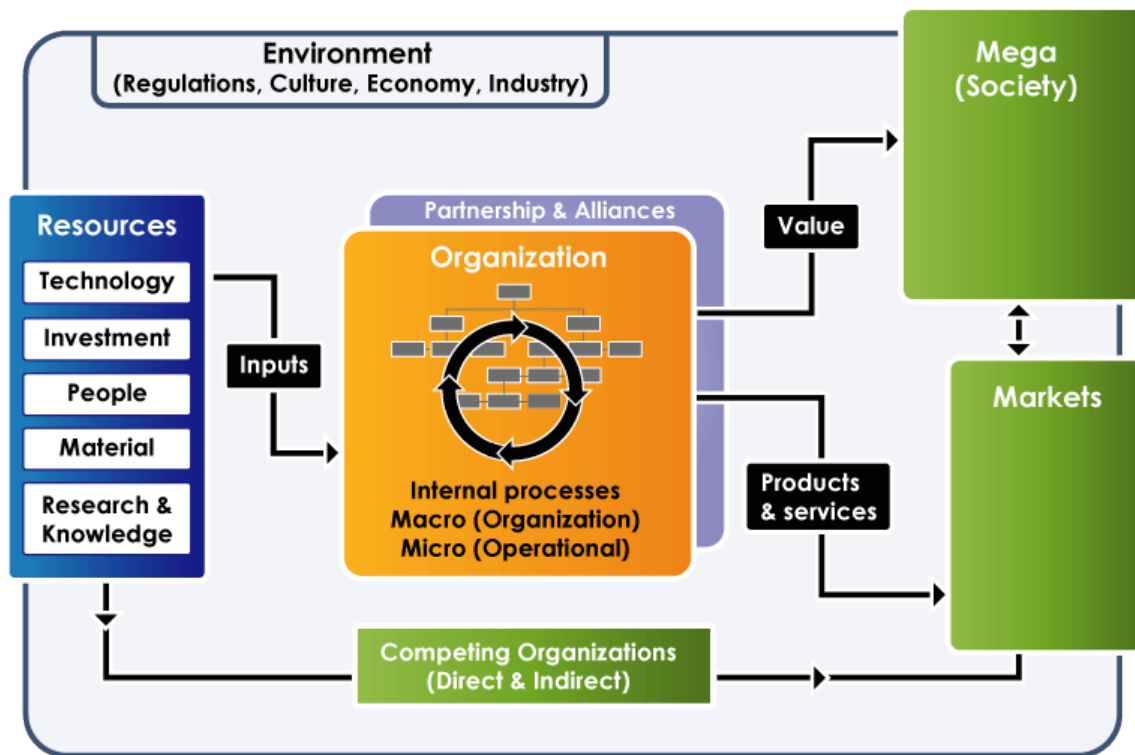 Environment
(Regulations, Culture, Economy, Industry)
Mega
(Society)
Resources
Technology
Investment
People
Material
Research &
Knowledge
Inputs
Partnership & Alliances
Organization
Internal processes
Macro (Organization)
Micro (Operational)
Value
Products
& services
Markets
Competing Organizations
(Direct & Indirect)